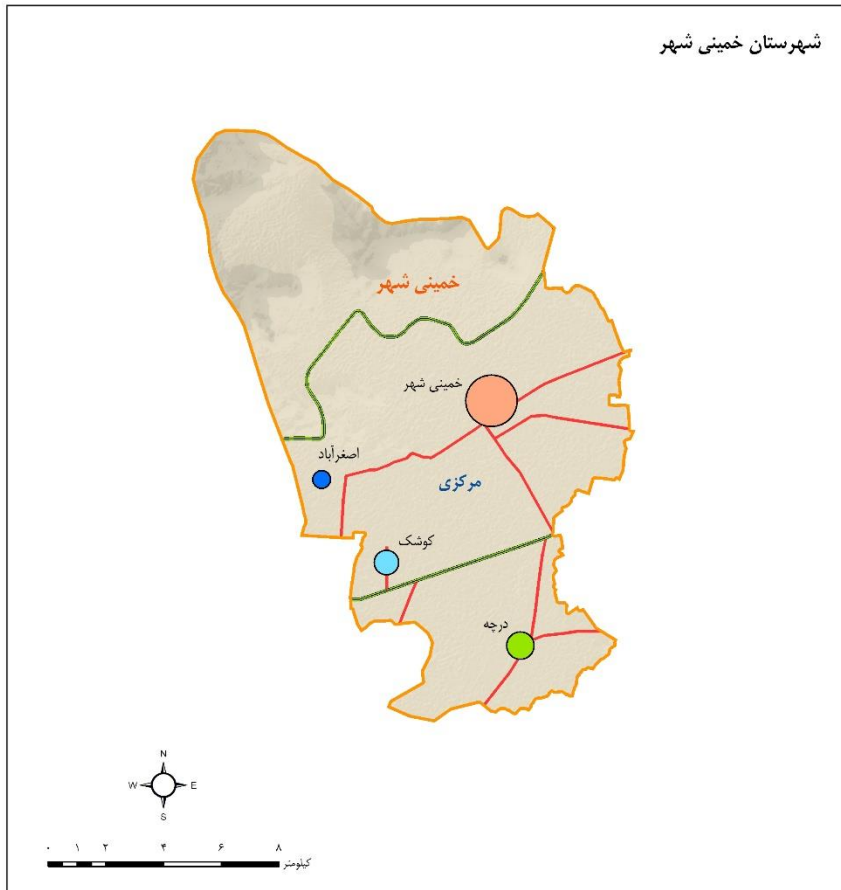 شهرستان خمینی شهر
خمینی شهر
خمینی شهر
اصغرآباد
مرکزی
کوشک
درچه
N
W E
S
۰ ۱ ۲ ۴ ۶ ۸
کیلومتر